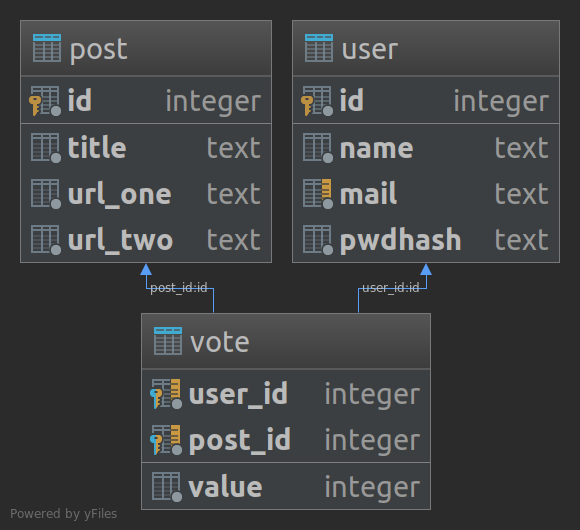 post
id integer
title text
url_one text
url_two text
user
id integer
name text
mail text
pwdhash text
post_id:id
user_id:id
vote
user_id integer
post_id integer
value integer
Powered by yFiles